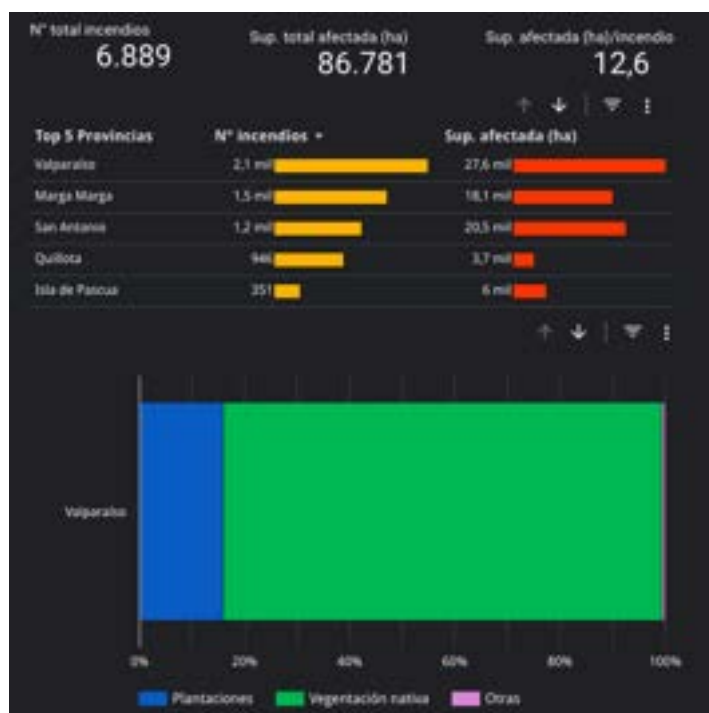 N° total incendios
6.889
Sup. total afectada (ha)
86.781
Sup. afectada (ha)/incendio
12,6
Top 5 Provincias N° incendios Sup. afectada (ha)
Valparaíso 2,1 mil 27,6 mil
Marga Marga 1,5 mil 18,1 mil
San Antonio 1,2 mil 20,5 mil
Quillota 946 3,7 mil
Isla de Pascua 351 6 mil
Valparaíso
0% 20% 40% 60% 80% 100%
Plantaciones Vegentación nativa Otras